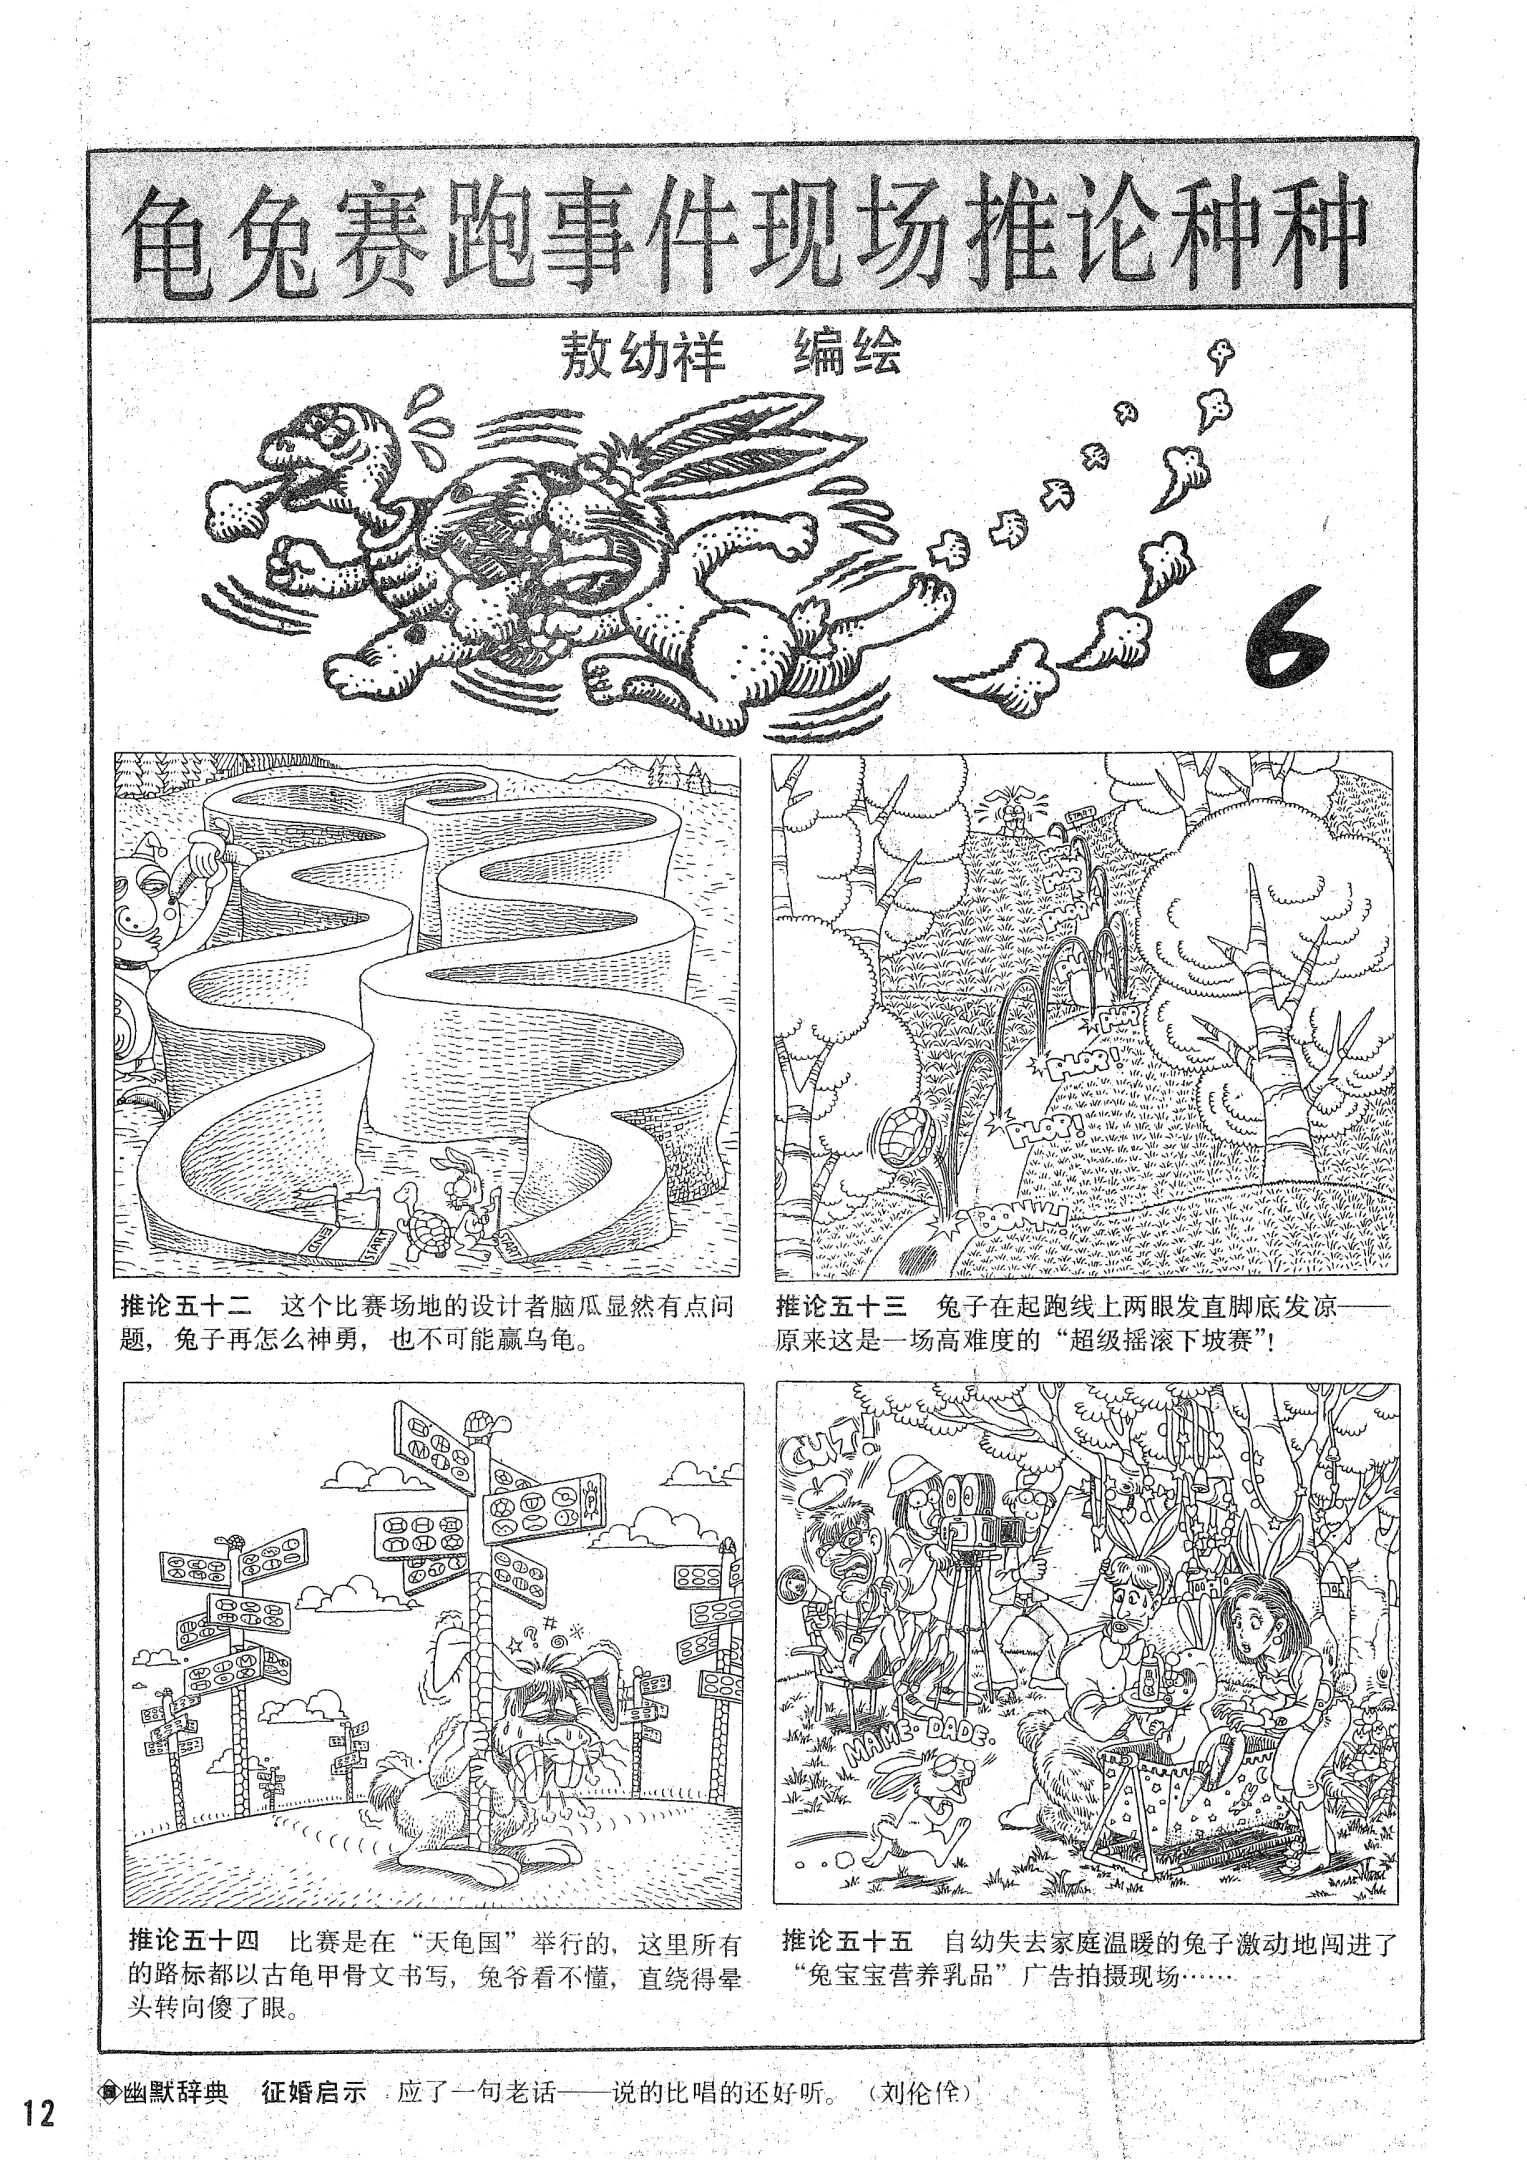 龟兔赛跑事件现场推论种种
敖幼祥 编绘
6
END
START
START
推论五十二 这个比赛场地的设计者脑瓜显然有点问
题，兔子再怎么神勇，也不可能赢乌龟。
START
PLOP
PLOP
PLOP
PLOP!
PLOP!
推论五十三 兔子在起跑线上两眼发直脚底发凉——
原来这是一场高难度的“超级摇滚下坡赛”！
推论五十四 比赛是在“天龟国”举行的，这里所有
的路标都以古龟甲骨文书写，兔爷看不懂，直绕得晕
头转向傻了眼。
CUT!
MAME·DADE·
推论五十五 自幼失去家庭温暖的兔子激动地闯进了
“兔宝宝营养乳品”广告拍摄现场……
幽默辞典 征婚启示 应了一句老话——说的比唱的还好听。（刘伦佺）
12